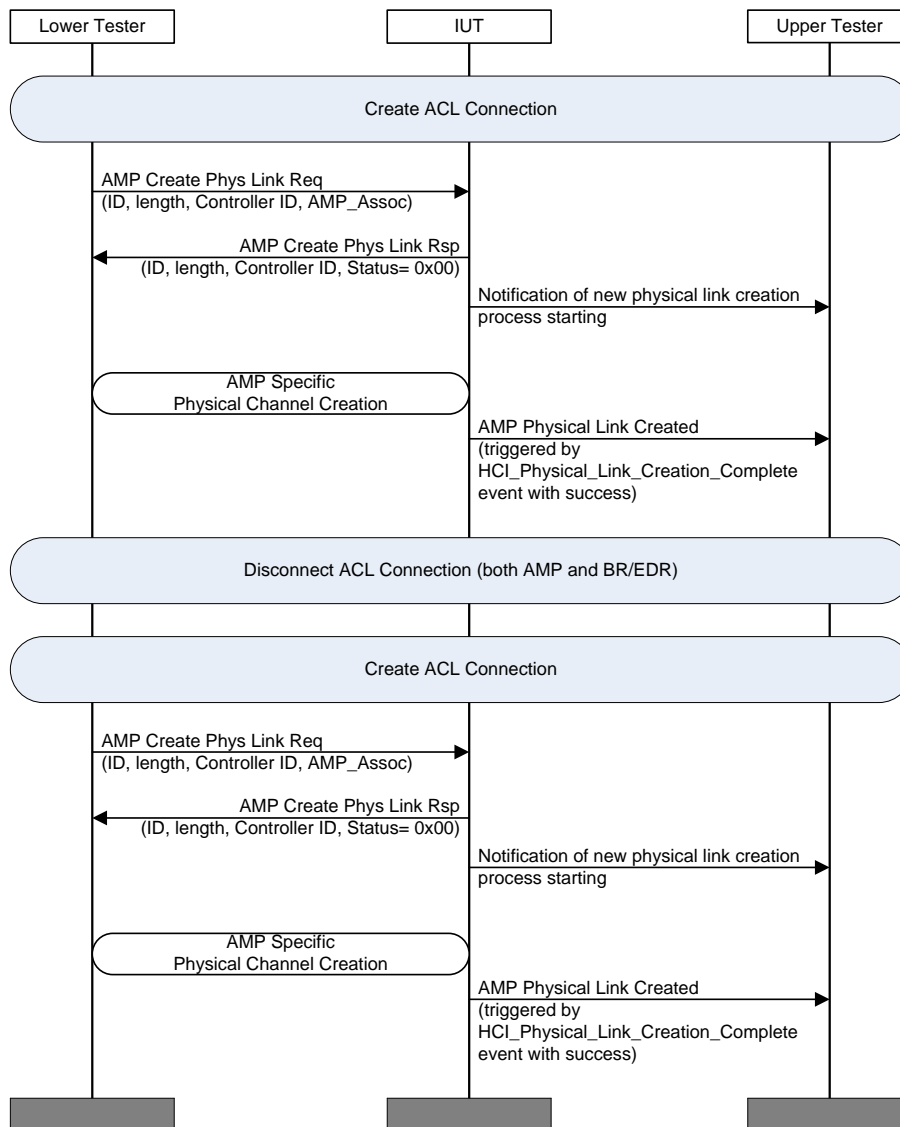 Lower Tester
IUT
Upper Tester
Create ACL Connection
AMP Create Phys Link Req
(ID, length, Controller ID, AMP_Assoc)
AMP Create Phys Link Rsp
(ID, length, Controller ID, Status= 0x00)
Notification of new physical link creation
process starting
AMP Specific
Physical Channel Creation
AMP Physical Link Created
(triggered by
HCI_Physical_Link_Creation_Complete
event with success)
Disconnect ACL Connection (both AMP and BR/EDR)
Create ACL Connection
AMP Create Phys Link Req
(ID, length, Controller ID, AMP_Assoc)
AMP Create Phys Link Rsp
(ID, length, Controller ID, Status= 0x00)
Notification of new physical link creation
process starting
AMP Specific
Physical Channel Creation
AMP Physical Link Created
(triggered by
HCI_Physical_Link_Creation_Complete
event with success)